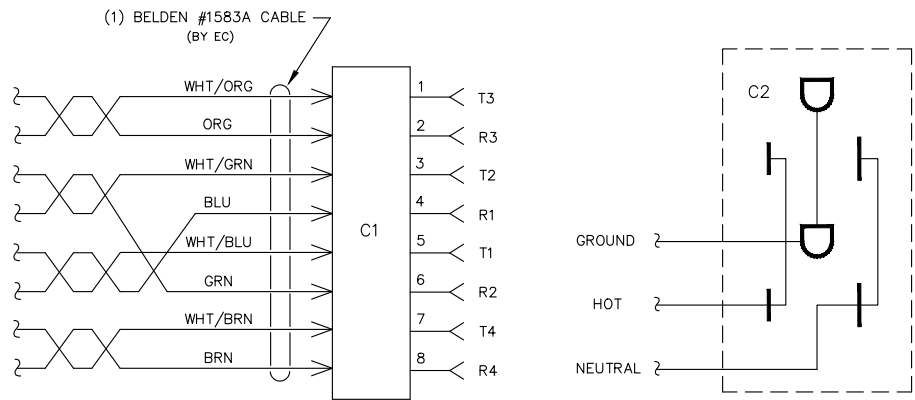 (1) BELDEN #1583A CABLE
(BY EC)
WHT/ORG 1 T3
ORG 2 R3
WHT/GRN 3 T2
BLU 4 R1
WHT/BLU 5 T1
GRN 6 R2
WHT/BRN 7 T4
BRN 8 R4
C1
C2
GROUND
HOT
NEUTRAL